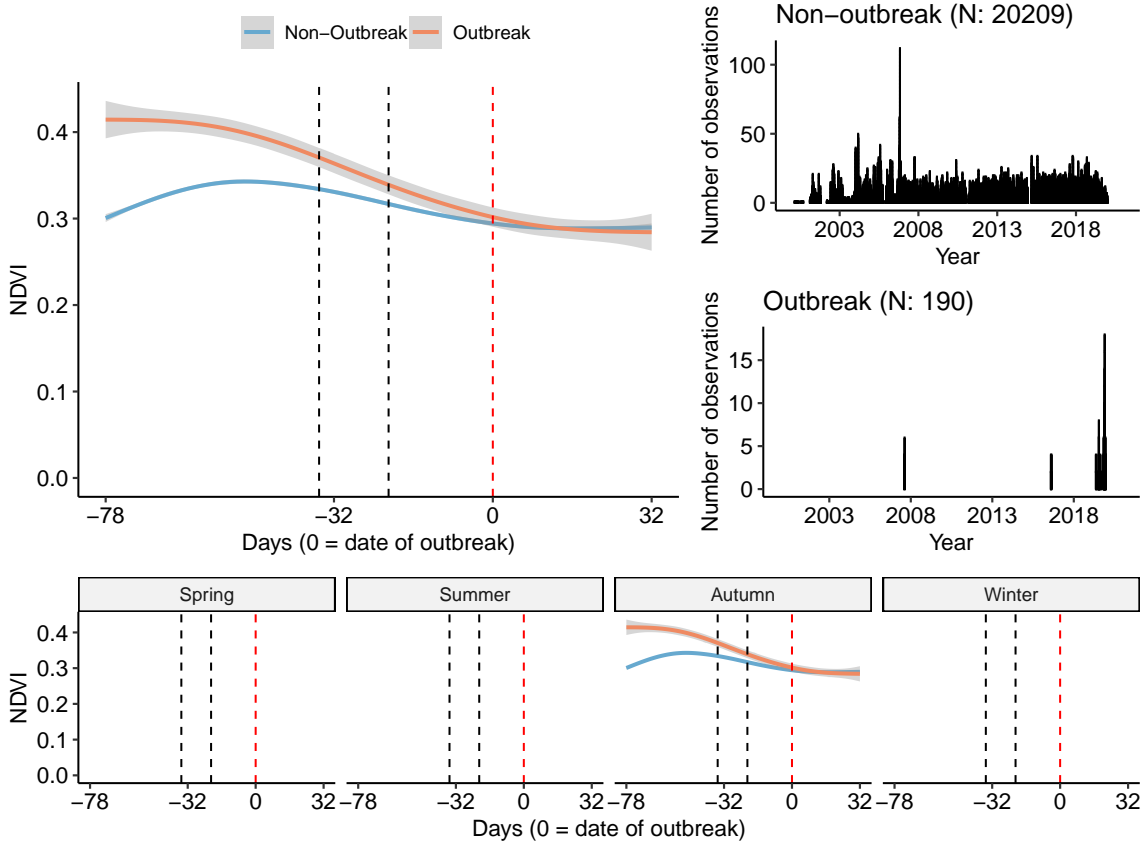 Non−Outbreak Outbreak
NDVI
0.4
0.3
0.2
0.1
0.0
−78 −32 0 32
Days (0 = date of outbreak)
Non−outbreak (N: 20209)
Number of observations
100
50
0
2003 2008 2013 2018
Year
Outbreak (N: 190)
Number of observations
15
10
5
0
2003 2008 2013 2018
Year
Spring Summer Autumn Winter
NDVI
0.4
0.3
0.2
0.1
0.0
−78 −32 0 32 −78 −32 0 32 −78 −32 0 32 −78 −32 0 32
Days (0 = date of outbreak)